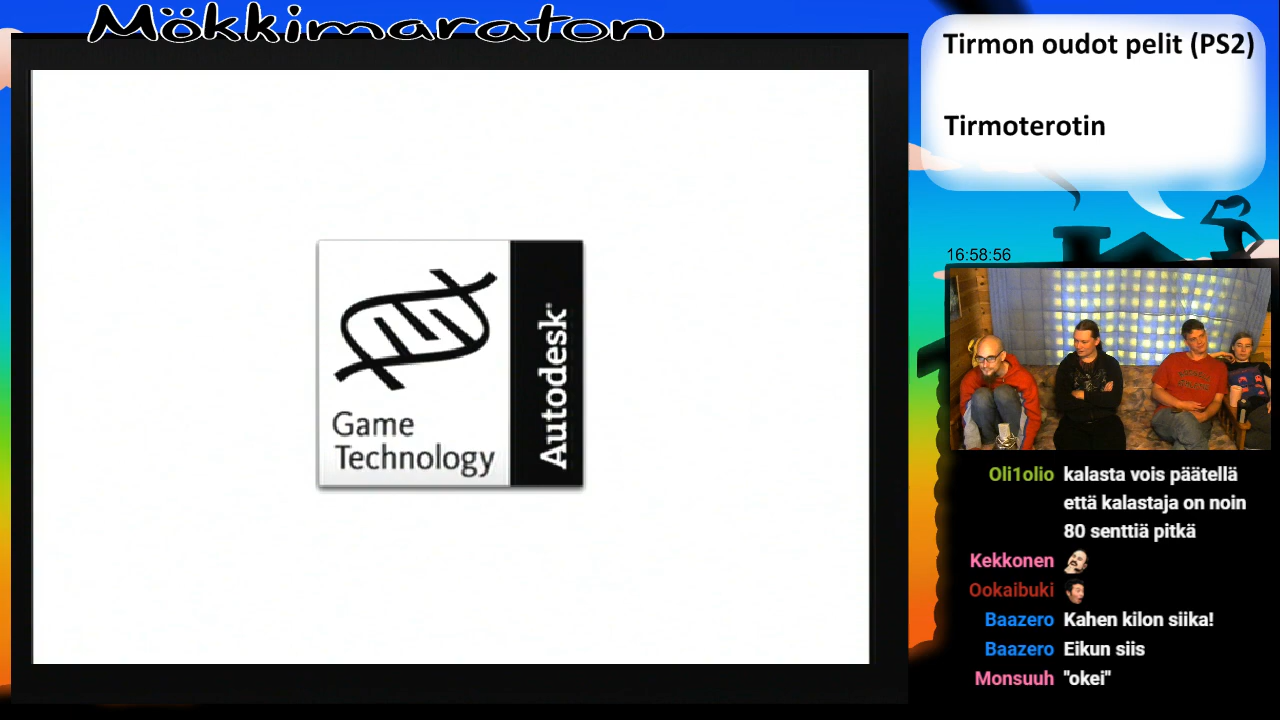 Mökkimaraton
Tirmon oudot pelit (PS2)
Tirmoterotin
16:58:56
Game
Technology
Autodesk®
Oli1olio kalasta vois päätellä
että kalastaja on noin
80 senttiä pitkä
Kekkonen
Ookaibuki
Baazero Kahen kilon siika!
Baazero Eikun siis
Monsuuh "okei"